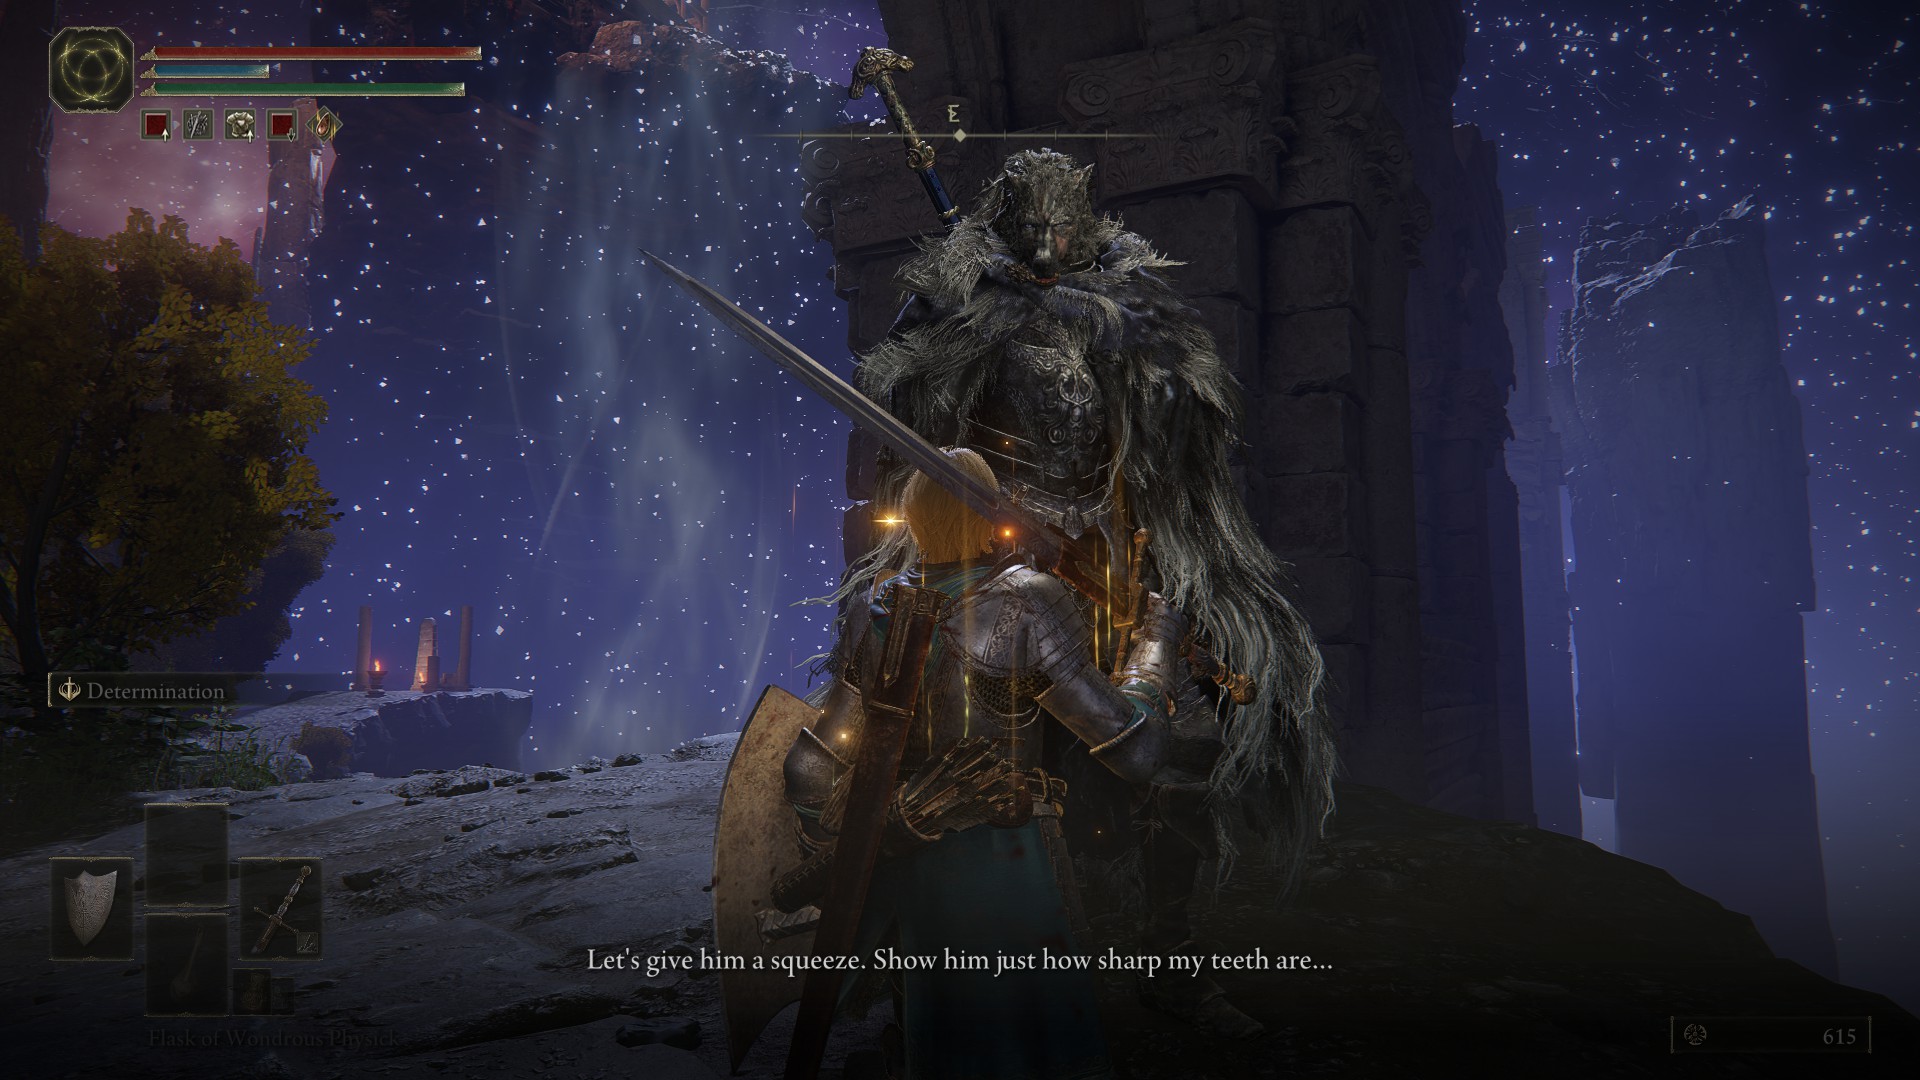 E
Determination
Let's give him a squeeze. Show him just how sharp my teeth are...
Flask of Wondrous Physick
615